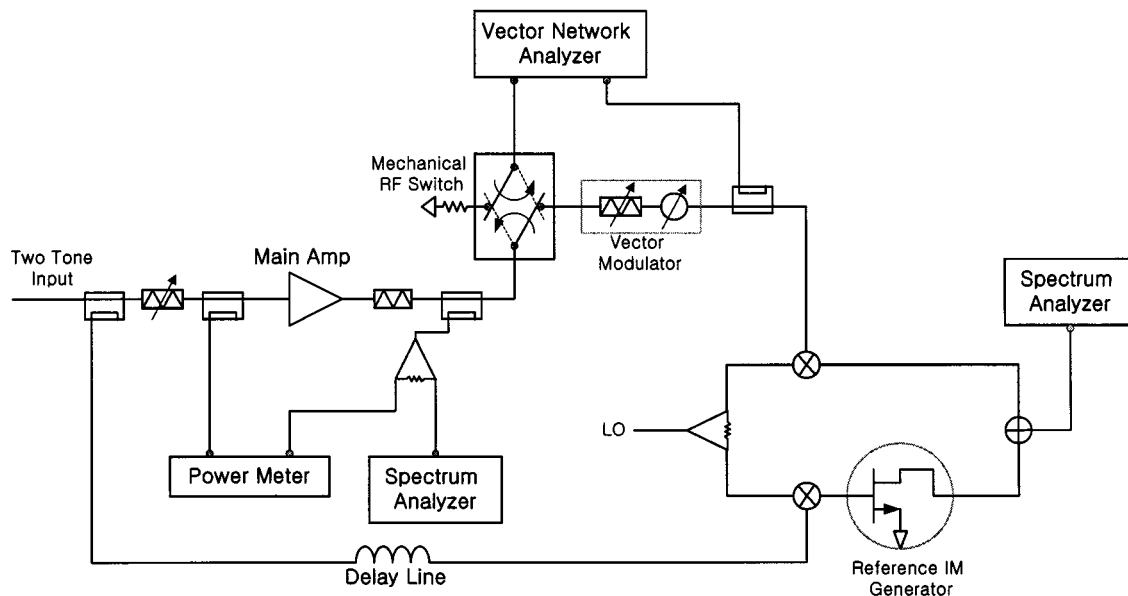 Vector Network
Analyzer
Mechanical
RF Switch
Vector
Modulator
Two Tone
Input
Main Amp
Spectrum
Analyzer
LO
Power Meter
Spectrum
Analyzer
Delay Line
Reference IM
Generator